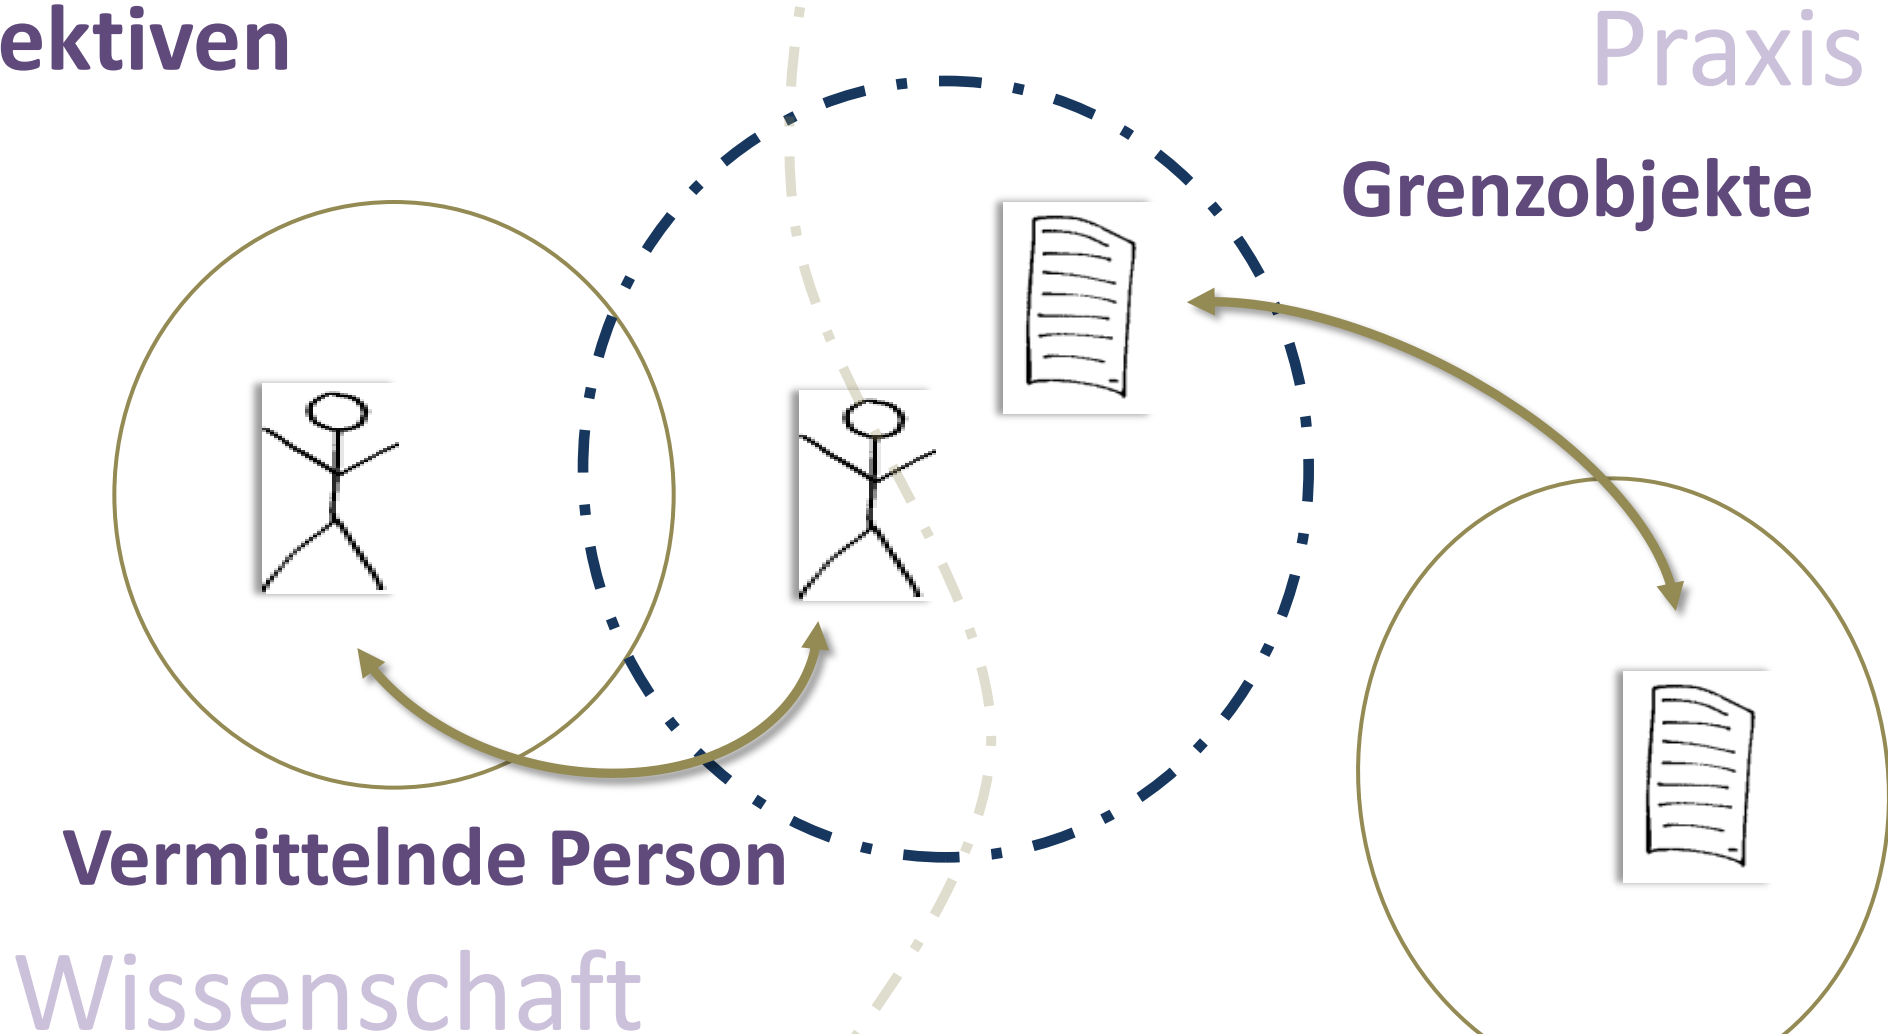 ektiven
Praxis
Grenzobjekte
Vermittelnde Person
Wissenschaft